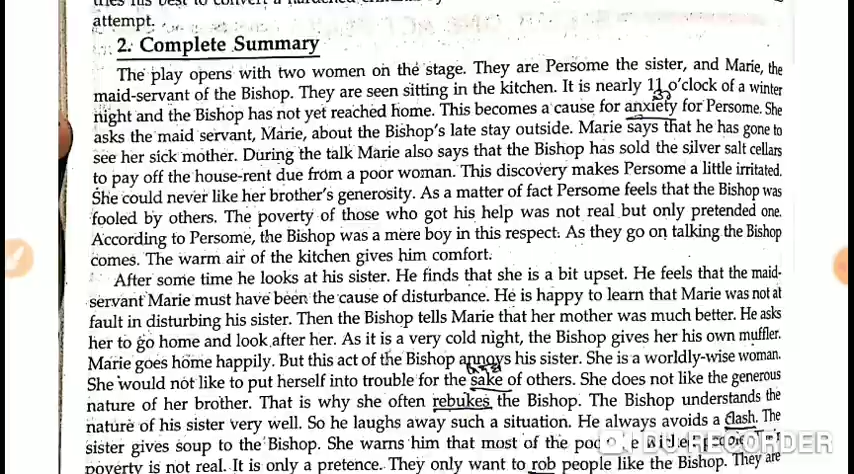 attempt.
2. Complete Summary
The play opens with two women on the stage. They are Persome the sister, and Marie, the
maid-servant of the Bishop. They are seen sitting in the kitchen. It is nearly 11 o'clock of a winter
night and the Bishop has not yet reached home. This becomes a cause for anxiety for Persome. She
asks the maid servant, Marie, about the Bishop's late stay outside. Marie says that he has gone to
see her sick mother. During the talk Marie also says that the Bishop has sold the silver salt cellars
to pay off the house-rent due from a poor woman. This discovery makes Persome a little irritated.
She could never like her brother's generosity. As a matter of fact Persome feels that the Bishop was
fooled by others. The poverty of those who got his help was not real but only pretended one.
According to Persome, the Bishop was a mere boy in this respect. As they go on talking the Bishop
comes. The warm air of the kitchen gives him comfort.
After some time he looks at his sister. He finds that she is a bit upset. He feels that the maid-
servant Marie must have been the cause of disturbance. He is happy to learn that Marie was not at
fault in disturbing his sister. Then the Bishop tells Marie that her mother was much better. He asks
her to go home and look after her. As it is a very cold night, the Bishop gives her his own muffler.
Marie goes home happily. But this act of the Bishop annoys his sister. She is a worldly-wise woman.
She would not like to put herself into trouble for the sake of others. She does not like the generous
nature of her brother. That is why she often rebukes the Bishop. The Bishop understands the
nature of his sister very well. So he laughs away such a situation. He always avoids a clash. The
sister gives soup to the Bishop. She warns him that most of the
poverty is not real. It is only a pretence. They only want to rob people like the Bishop. They are
DU RECORDER